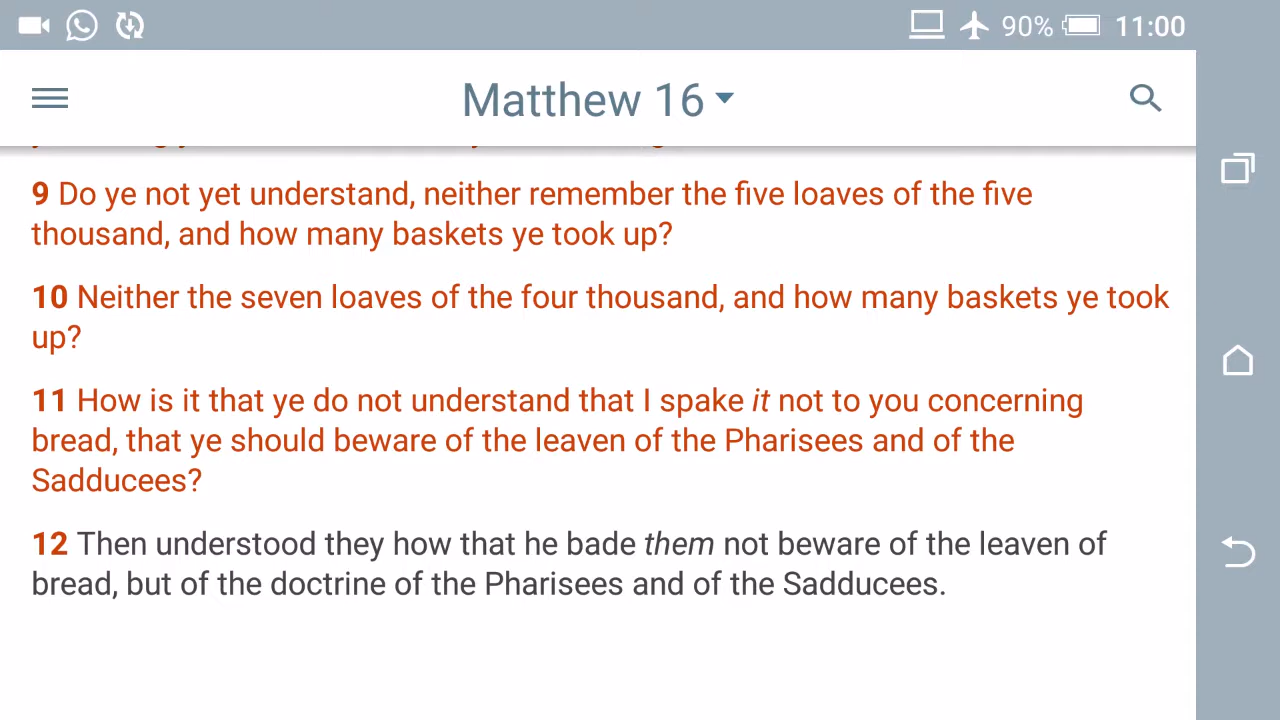 90% 11:00
Matthew 16
9 Do ye not yet understand, neither remember the five loaves of the five
thousand, and how many baskets ye took up?
10 Neither the seven loaves of the four thousand, and how many baskets ye took
up?
11 How is it that ye do not understand that I spake it not to you concerning
bread, that ye should beware of the leaven of the Pharisees and of the
Sadducees?
12 Then understood they how that he bade them not beware of the leaven of
bread, but of the doctrine of the Pharisees and of the Sadducees.